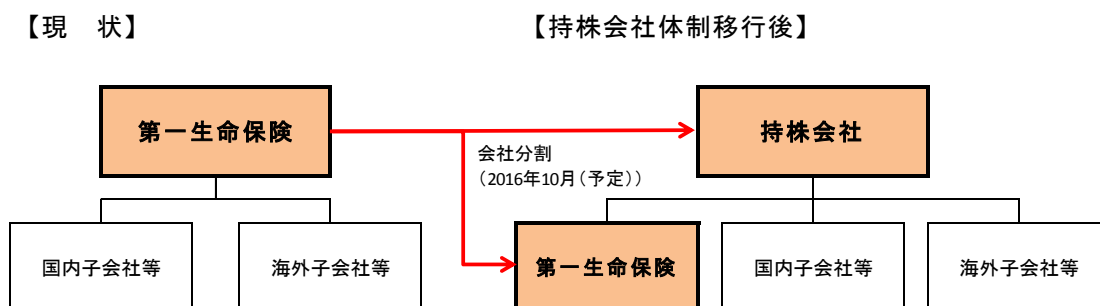 【現　状】
【持株会社体制移行後】
第一生命保険
持株会社
会社分割
（2016年10月（予定））
国内子会社等
海外子会社等
第一生命保険
国内子会社等
海外子会社等